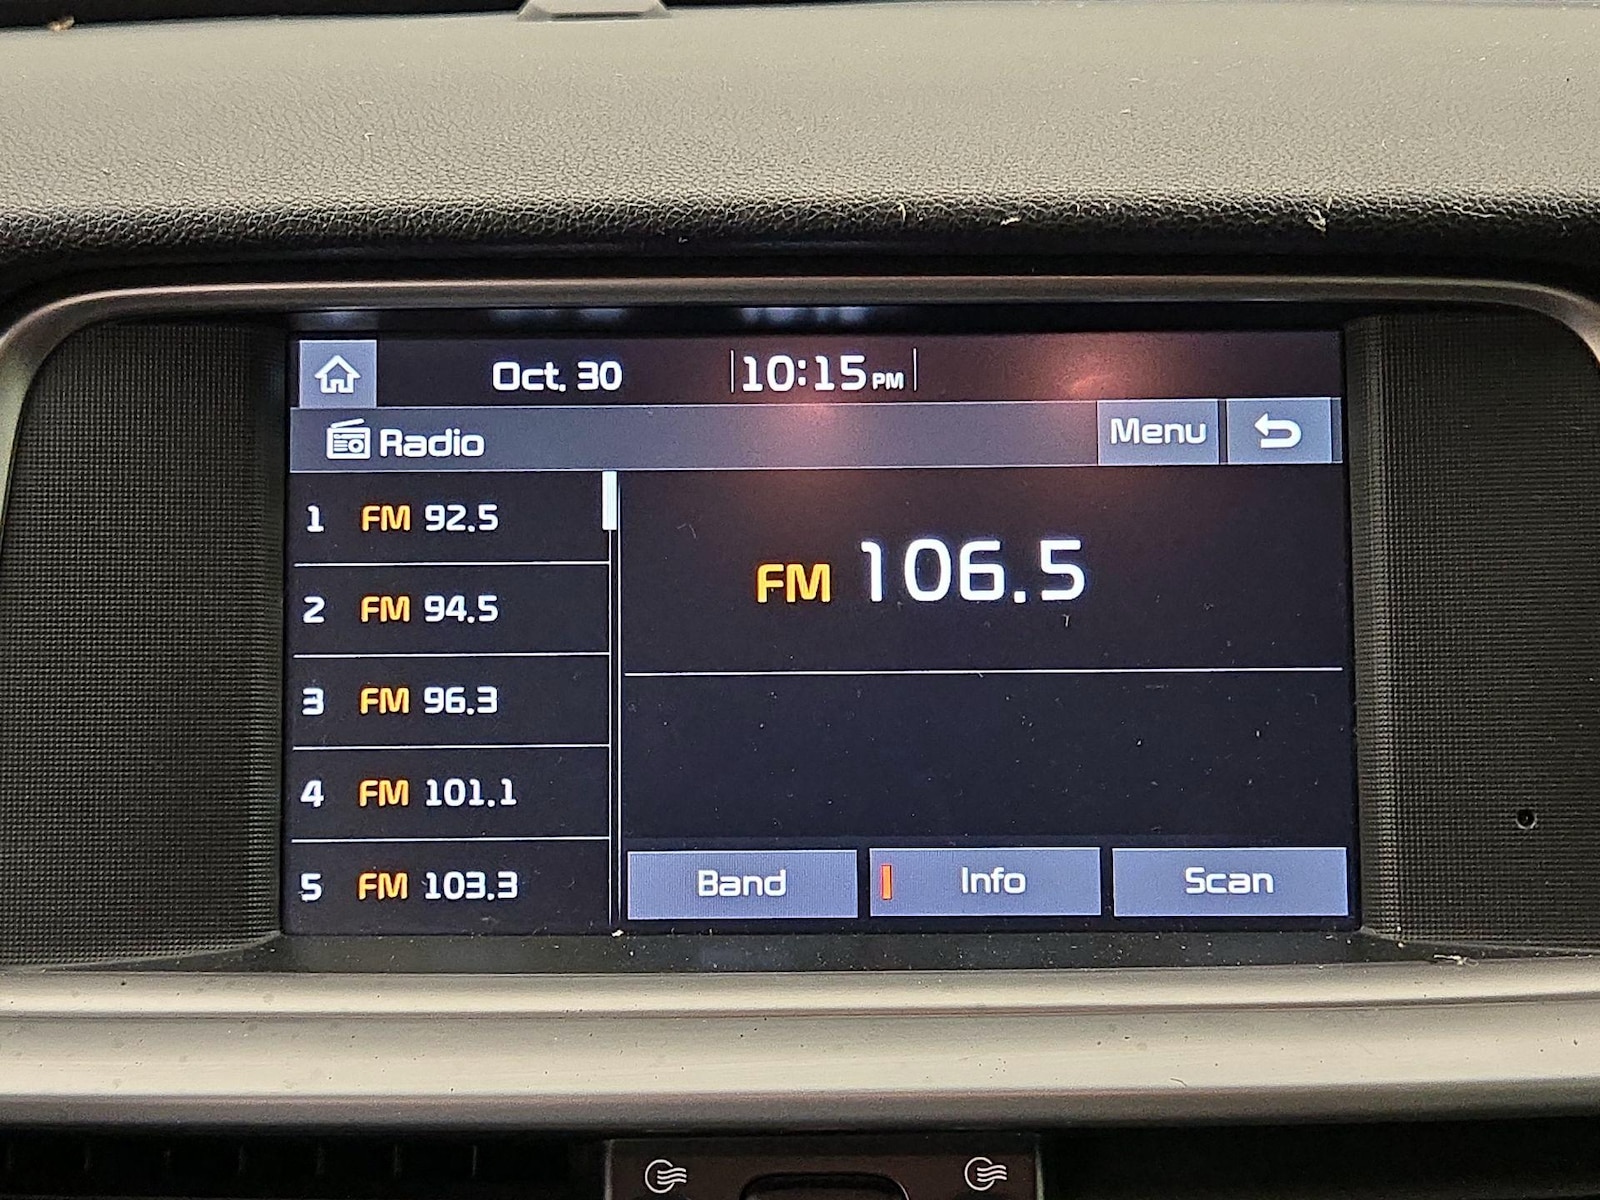 Oct. 30 10:15 PM
Radio Menu
1 FM 92.5
2 FM 94.5
3 FM 96.3
4 FM 101.1
5 FM 103.3
FM 106.5
Band Info Scan